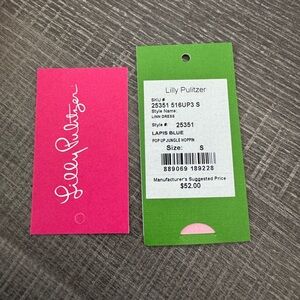 Lilly Pulitzer
Lilly Pulitzer
SKU #
25351 516UP3 S
Style Name:
LINN DRESS
Style #: 25351
LAPIS BLUE
POP UP JUNGLE HOPPIN
Size: S
889069 189228
Manufacturer's Suggested Price
$52.00